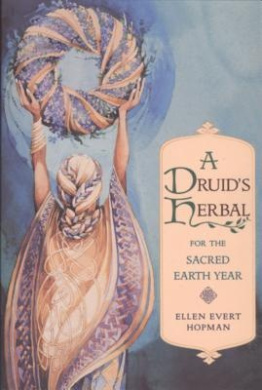 A
DRUID'S
HERBAL
FOR THE
SACRED
EARTH YEAR
ELLEN EVERT
HOPMAN